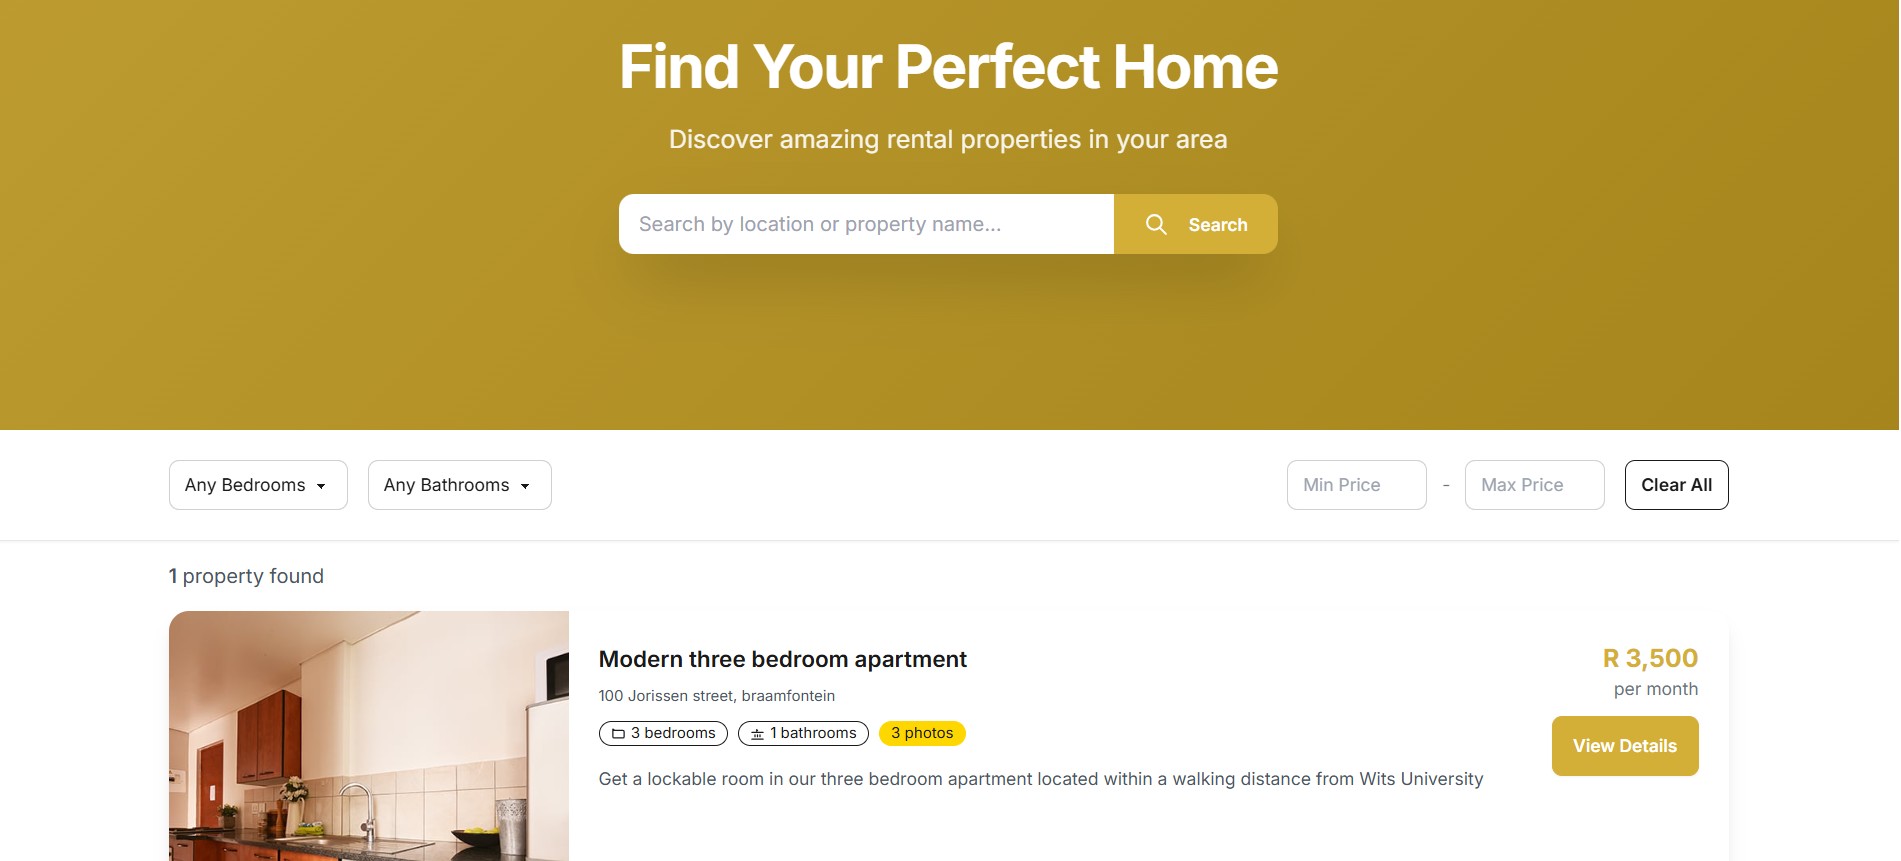 Find Your Perfect Home
Discover amazing rental properties in your area
Search by location or property name...
Search
Any Bedrooms
Any Bathrooms
Min Price
-
Max Price
Clear All
1 property found
Modern three bedroom apartment
R 3,500
100 Jorissen street, braamfontein
per month
3 bedrooms
1 bathrooms
3 photos
View Details
Get a lockable room in our three bedroom apartment located within a walking distance from Wits University